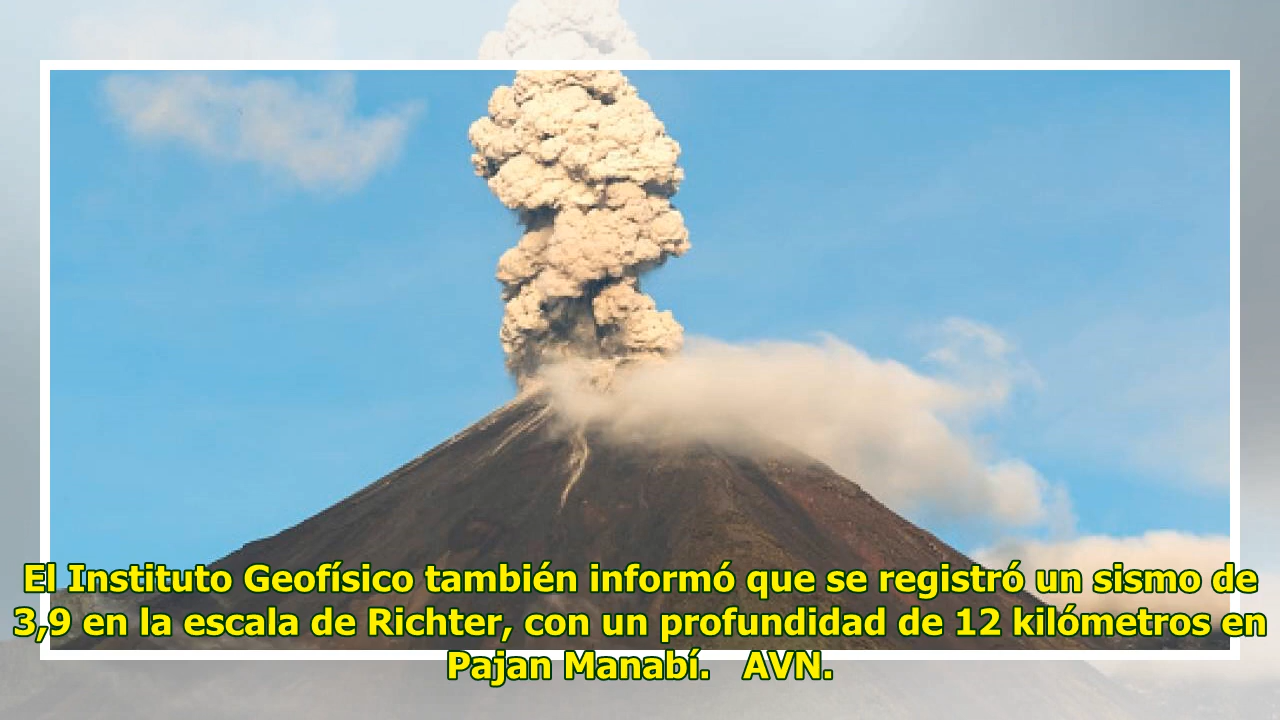 El Instituto Geofísico también informó que se registró un sismo de
3,9 en la escala de Richter, con un profundidad de 12 kilómetros en
Pajan Manabí.   AVN.